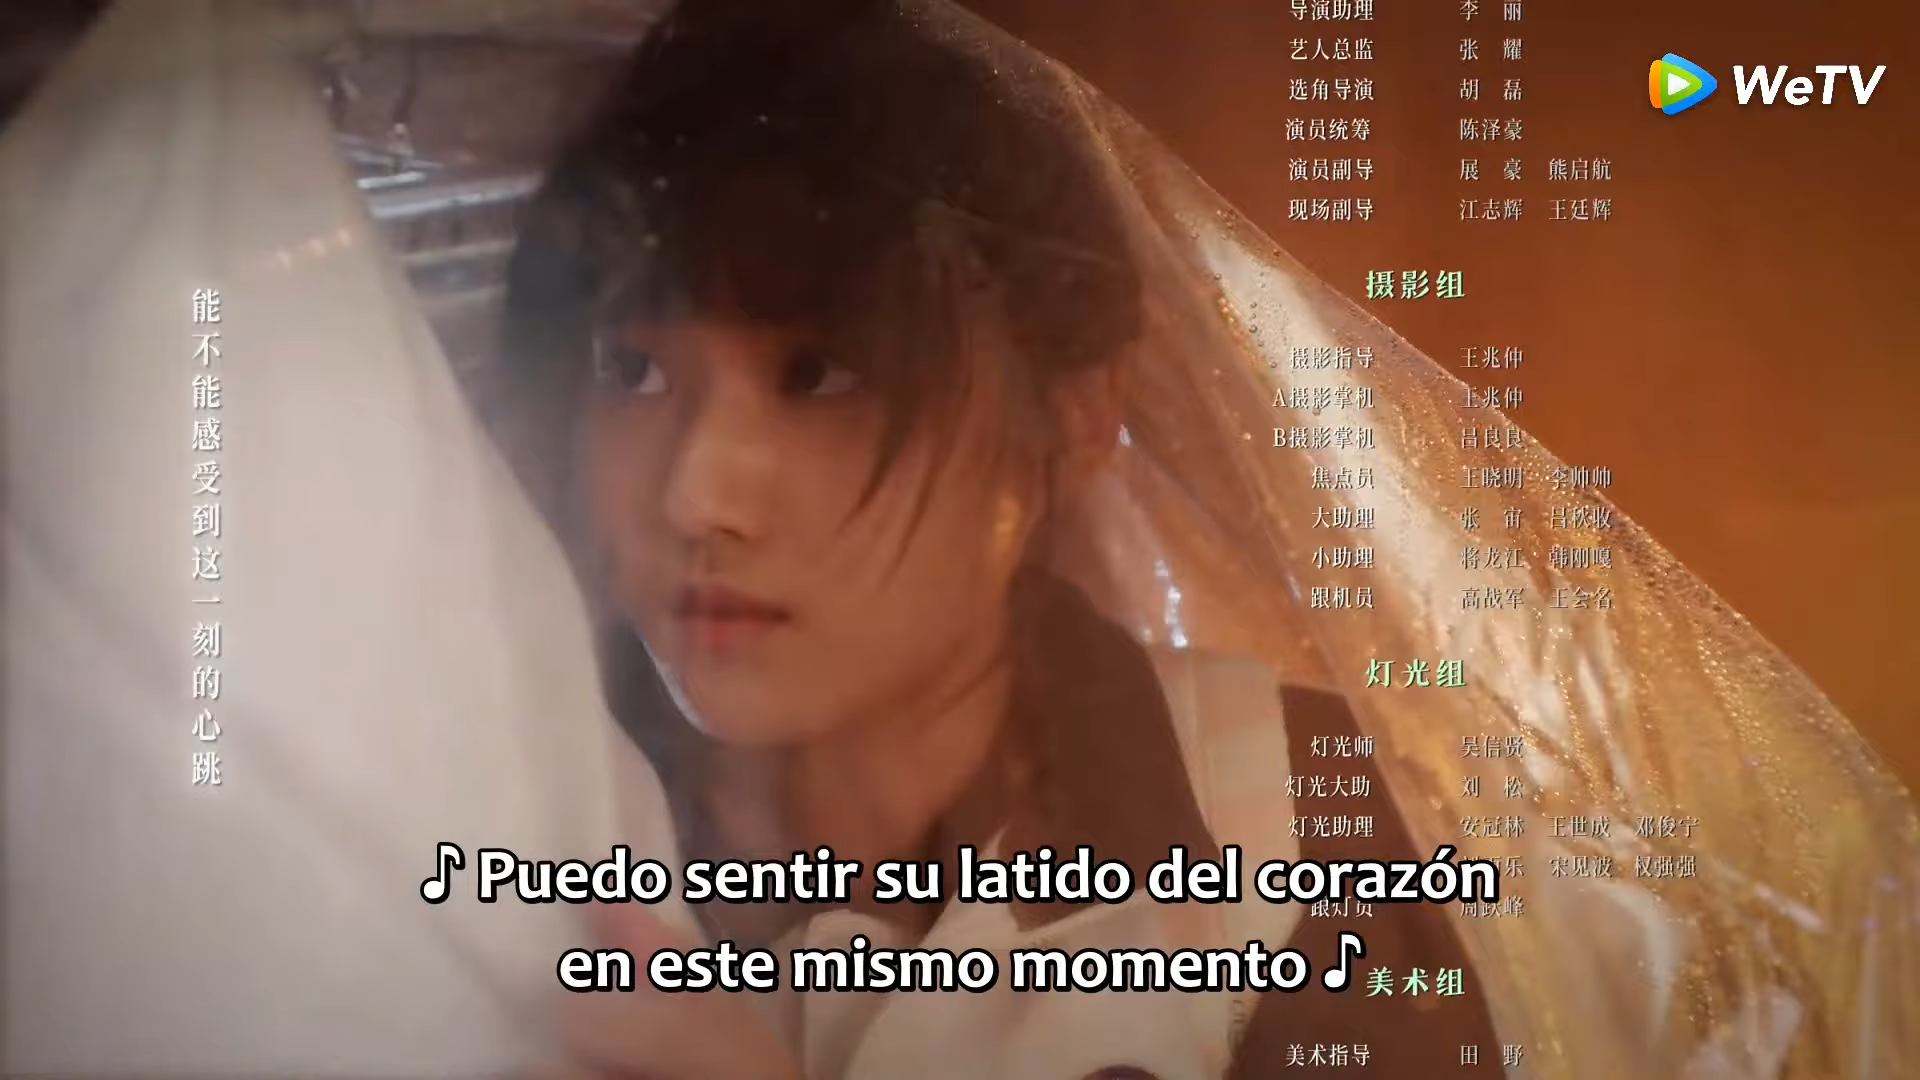 导演助理 李 丽
艺人总监 张 耀
选角导演 胡 磊
演员统筹 陈泽豪
演员副导 展 豪 熊启航
现场副导 江志辉 王廷辉
WeTV
摄影组
摄影指导 王兆仲
A摄影掌机 王兆仲
B摄影掌机 吕良良
焦点员 王晓明 李帅帅
大助理 张 宙 吕秋收
小助理 将龙江 韩刚嘎
跟机员 高战军 王会名
灯光组
灯光师 吴信贤
灯光大助 刘 松
灯光助理 安冠林 王世成 邓俊宇
宋见波 权强强
跟灯员 周跃峰
美术组
美术指导 田 野
能不能感受到这一刻的心跳
♪ Puedo sentir su latido del corazón
en este mismo momento ♪